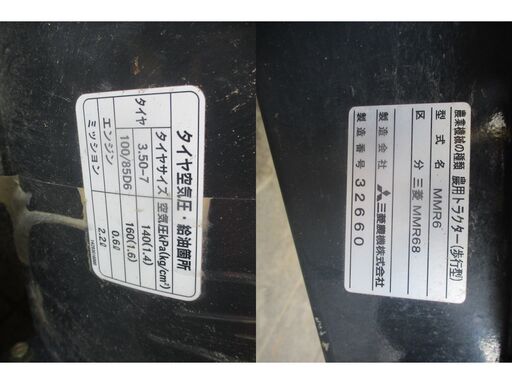 タイヤ空気圧・給油箇所
タイヤサイズ 空気圧kPa(kg/cm²)
タイヤ 3.50-7 140(1.4)
100/85D6 160(1.6)
エンジン 0.6ℓ
ミッション 2.2ℓ
農業機械の種類 農用トラクター(歩行型)
型式名 MMR6
区分 三菱 MMR68
製造会社 三菱農機株式会社
製造番号 32660